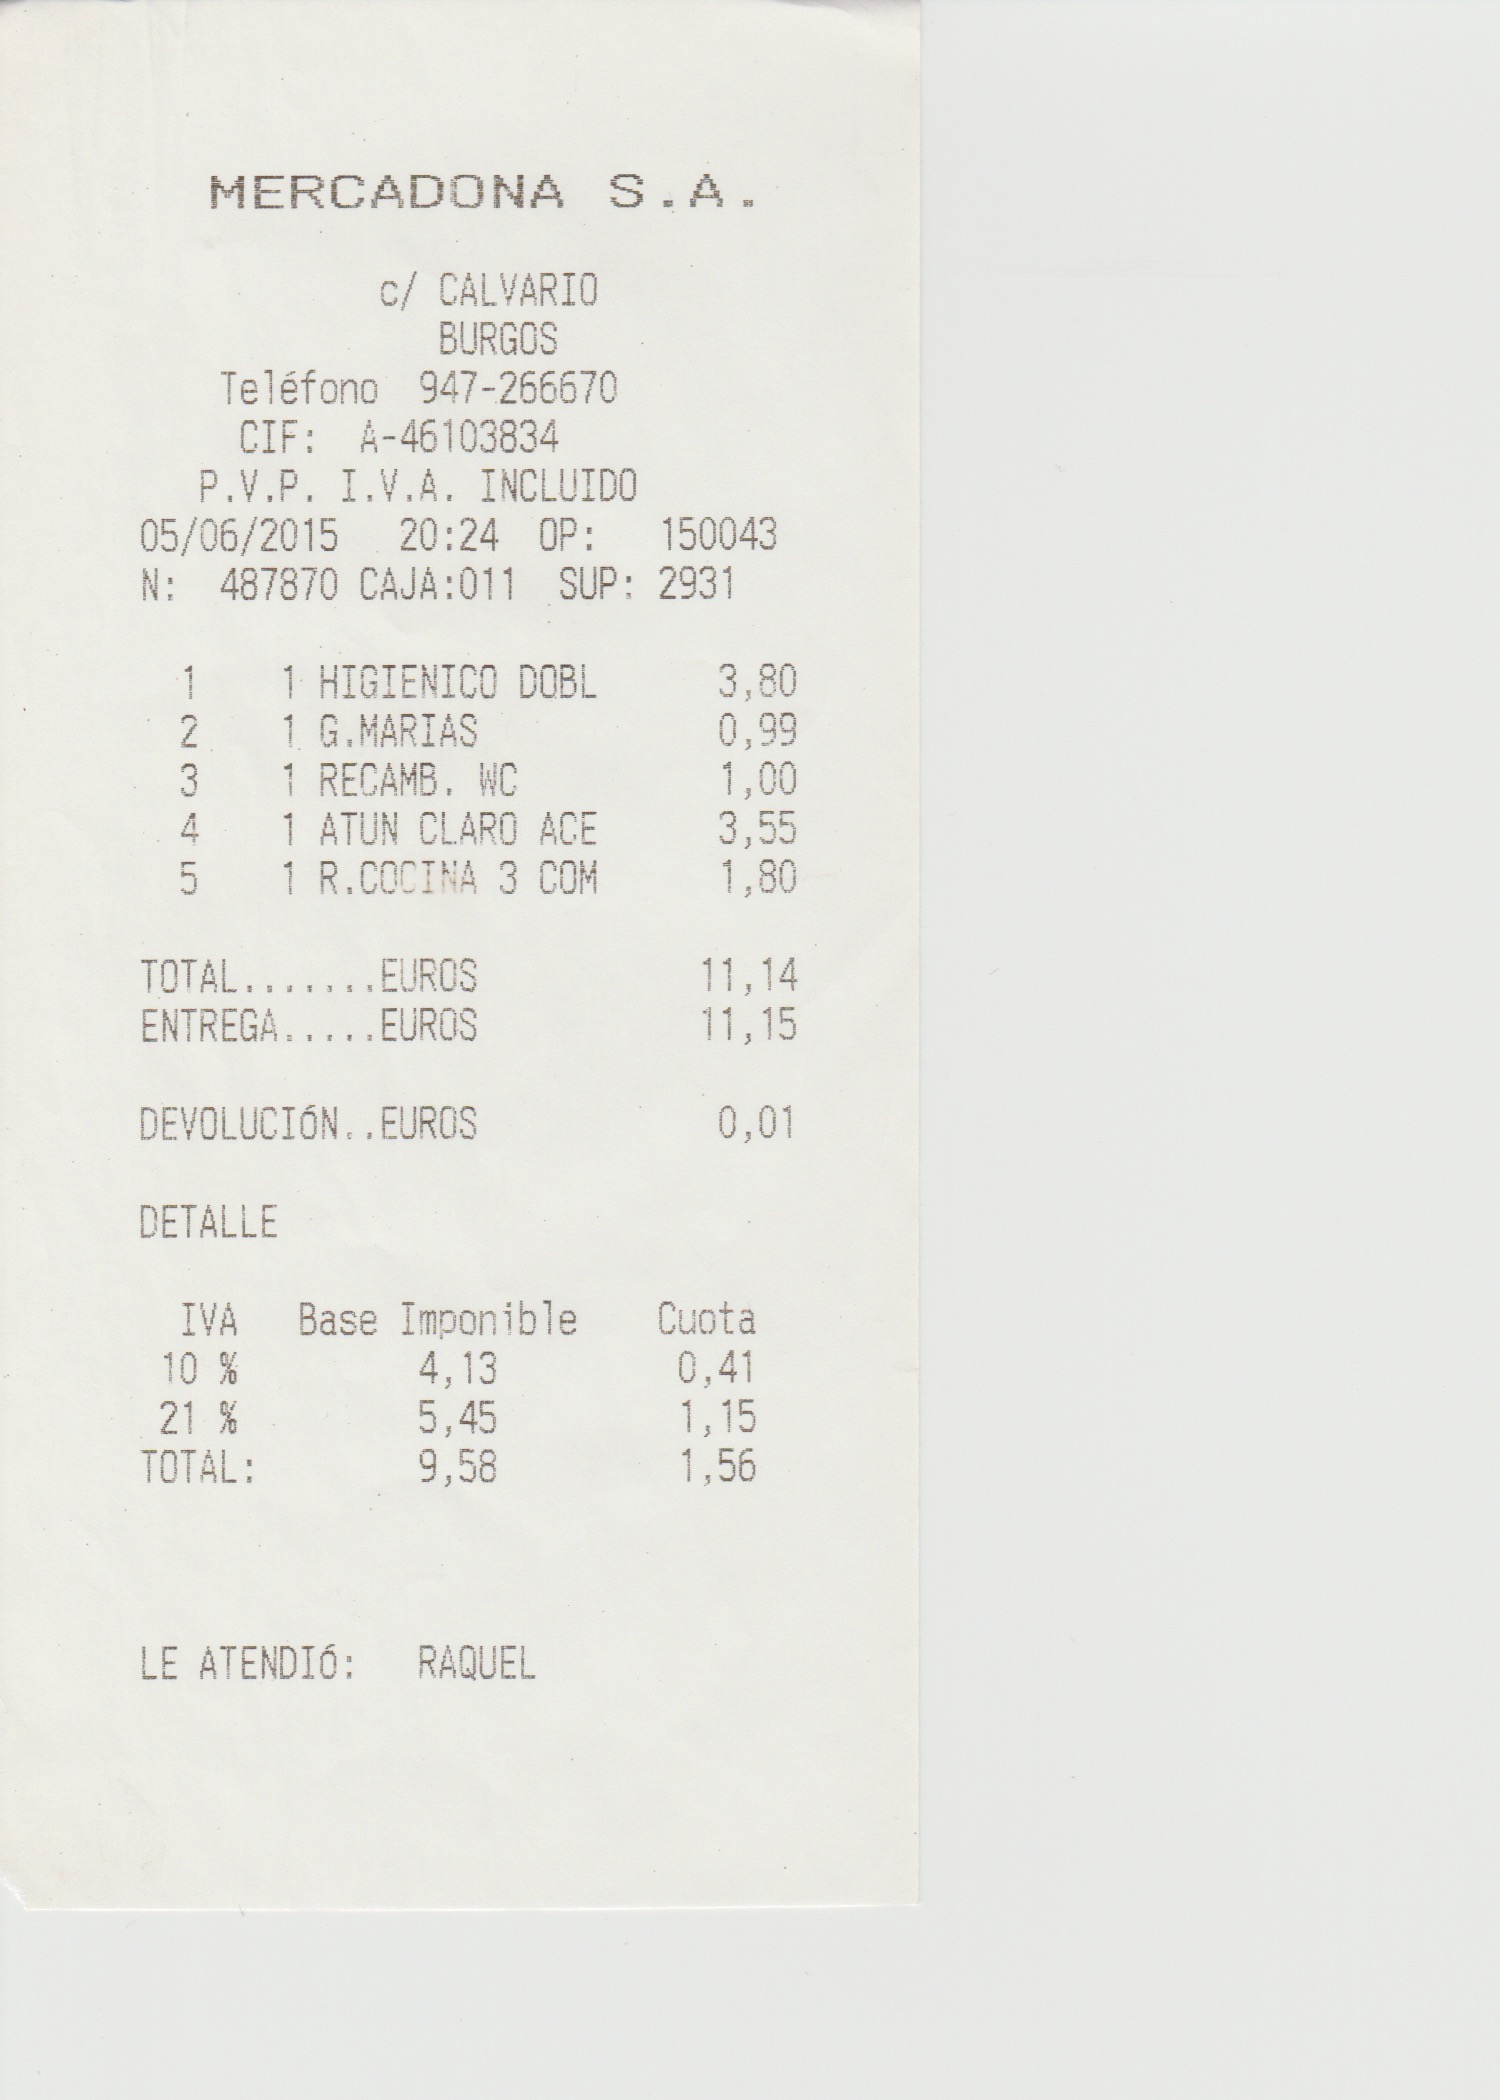 MERCADONA S.A.
c/ CALVARIO
BURGOS
Teléfono 947-266670
CIF: A-46103834
P.V.P. I.V.A. INCLUIDO
05/06/2015 20:24 OP: 150043
N: 487870 CAJA:011 SUP: 2931
1 1 HIGIENICO DOBL 3,80
2 1 G.MARIAS 0,99
3 1 RECAMB. WC 1,00
4 1 ATUN CLARO ACE 3,55
5 1 R.COCINA 3 COM 1,80
TOTAL.......EUROS 11,14
ENTREGA.....EUROS 11,15
DEVOLUCIÓN..EUROS 0,01
DETALLE
IVA Base Imponible Cuota
10 % 4,13 0,41
21 % 5,45 1,15
TOTAL: 9,58 1,56
LE ATENDIÓ: RAQUEL